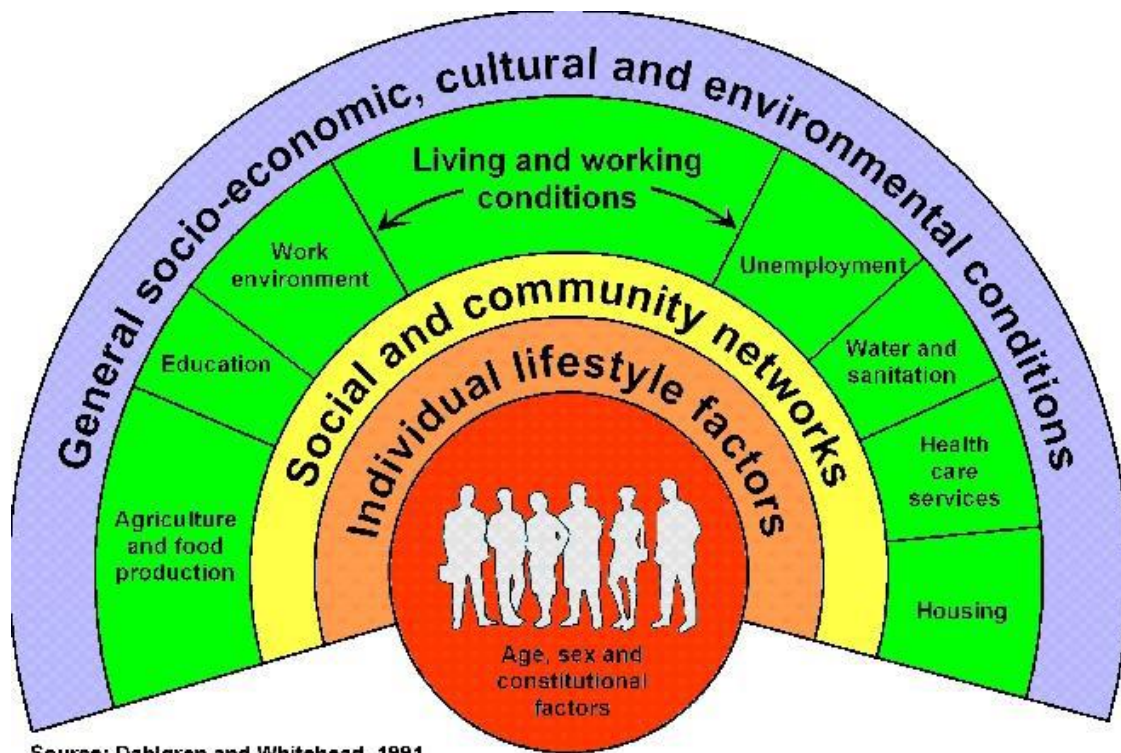 General socio-economic, cultural and environmental conditions
Living and working
conditions
Work
environment
Unemployment
Education
Water and
sanitation
Agriculture
and food
production
Health
care
services
Housing
Social and community networks
Individual lifestyle factors
Age, sex and
constitutional
factors
Source: Dahlgren and Whitehead, 1991